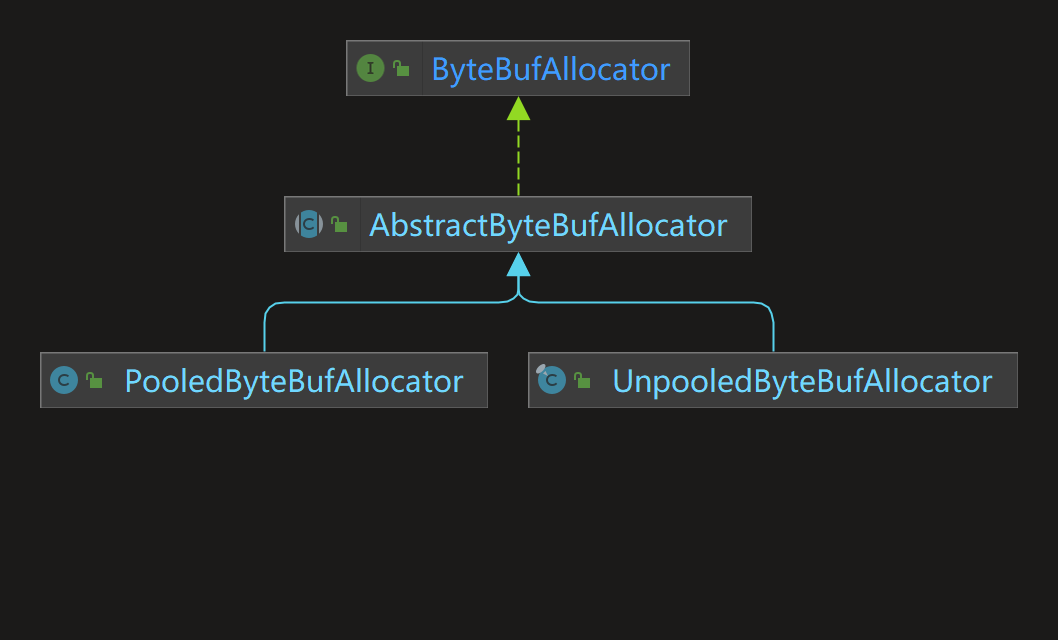 I ByteBufAllocator
C AbstractByteBufAllocator
C PooledByteBufAllocator
C UnpooledByteBufAllocator